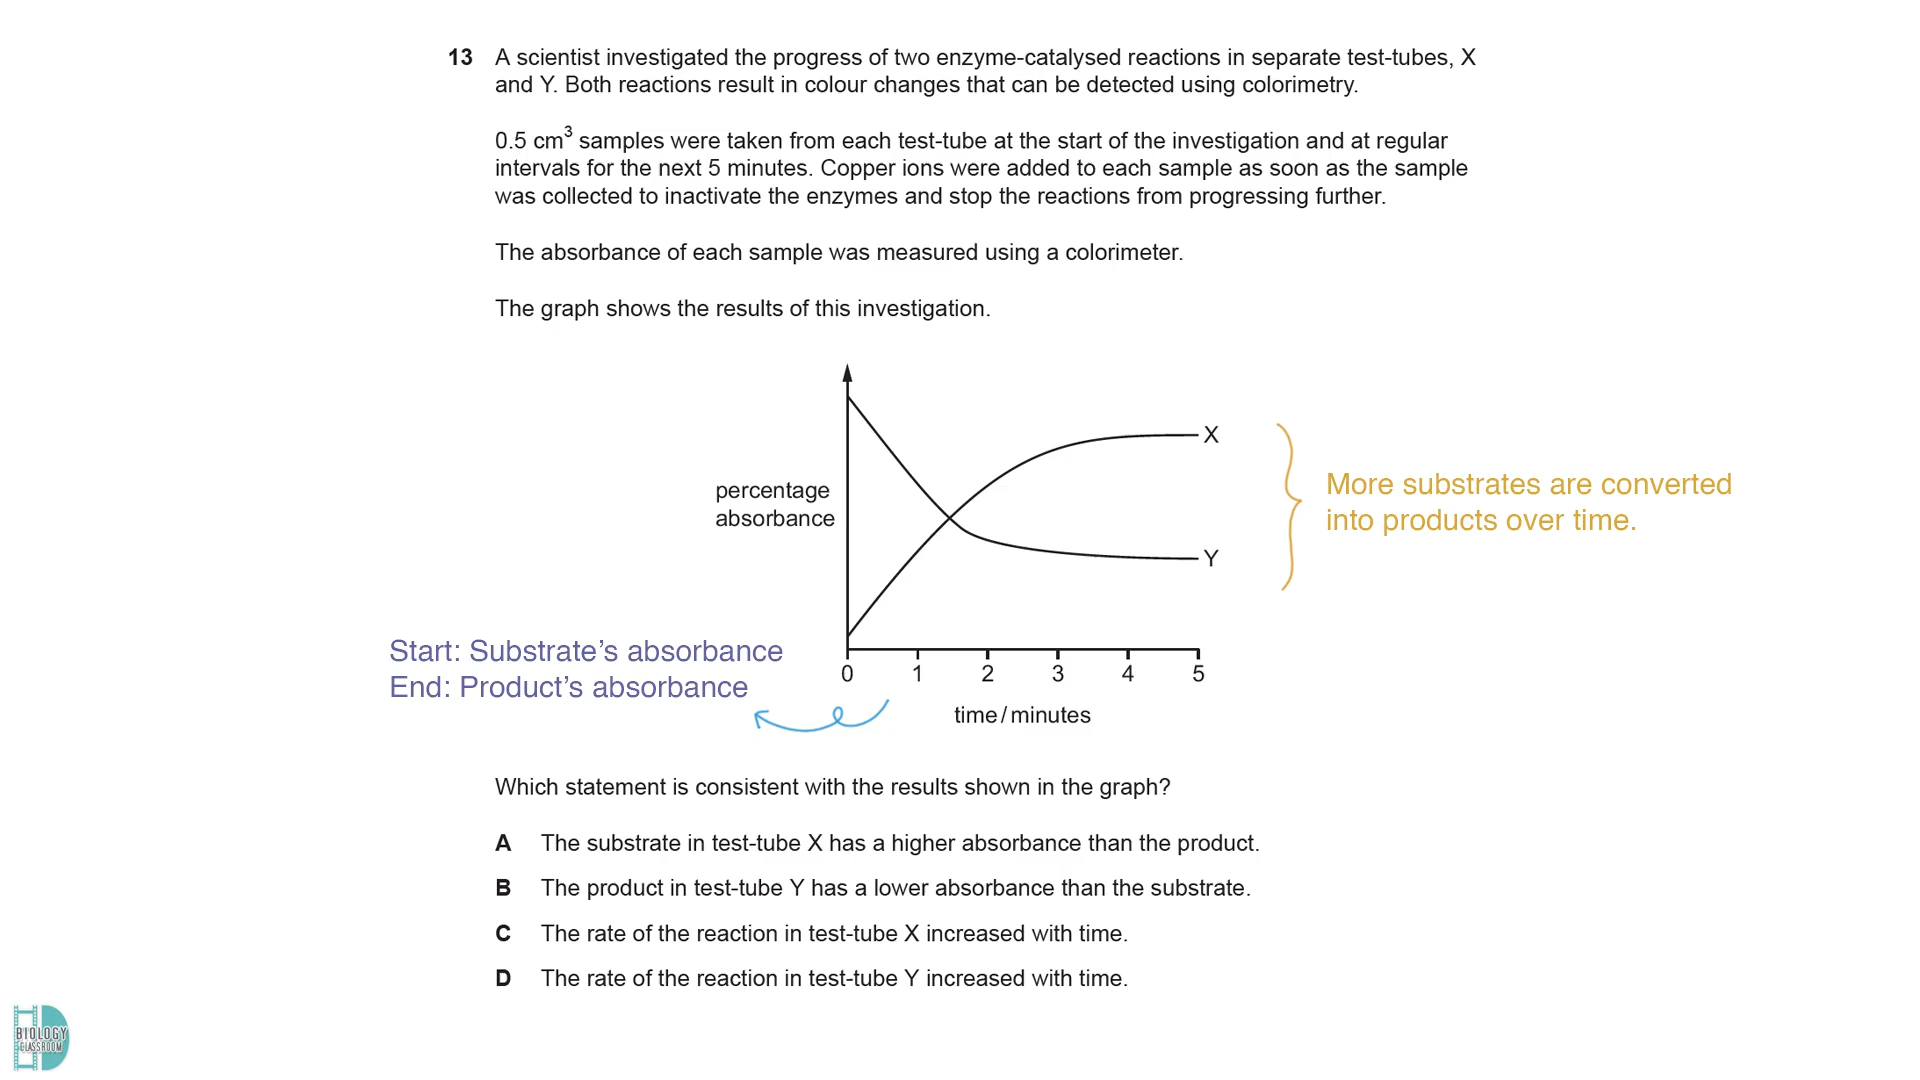 13 A scientist investigated the progress of two enzyme-catalysed reactions in separate test-tubes, X
and Y. Both reactions result in colour changes that can be detected using colorimetry.
0.5 cm³ samples were taken from each test-tube at the start of the investigation and at regular
intervals for the next 5 minutes. Copper ions were added to each sample as soon as the sample
was collected to inactivate the enzymes and stop the reactions from progressing further.
The absorbance of each sample was measured using a colorimeter.
The graph shows the results of this investigation.
percentage
absorbance
X
Y
More substrates are converted
into products over time.
Start: Substrate's absorbance
End: Product's absorbance
0 1 2 3 4 5
time / minutes
Which statement is consistent with the results shown in the graph?
A The substrate in test-tube X has a higher absorbance than the product.
B The product in test-tube Y has a lower absorbance than the substrate.
C The rate of the reaction in test-tube X increased with time.
D The rate of the reaction in test-tube Y increased with time.
BIOLOGY
CLASSROOM